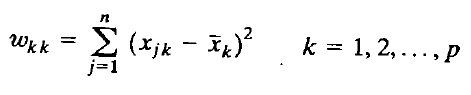 w_{kk} = \sum_{j=1}^{n} (x_{jk} - \bar{x}_k)^2 \quad k = 1, 2, \ldots, p